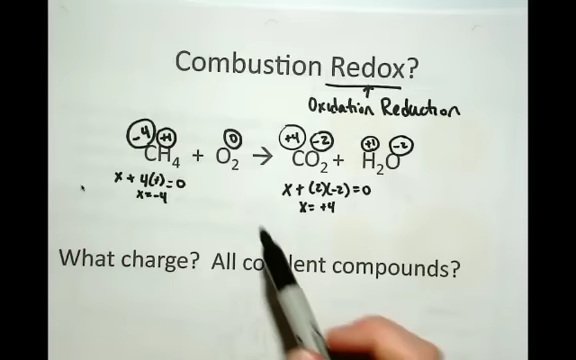 Combustion Redox?
Oxidation Reduction
-4 +1 0 +4 -2 +1 -2
CH4 + O2 → CO2 + H2O
x + 4(1) = 0 x + (2)(-2) = 0
x = -4 x = +4
What charge? All compounds?